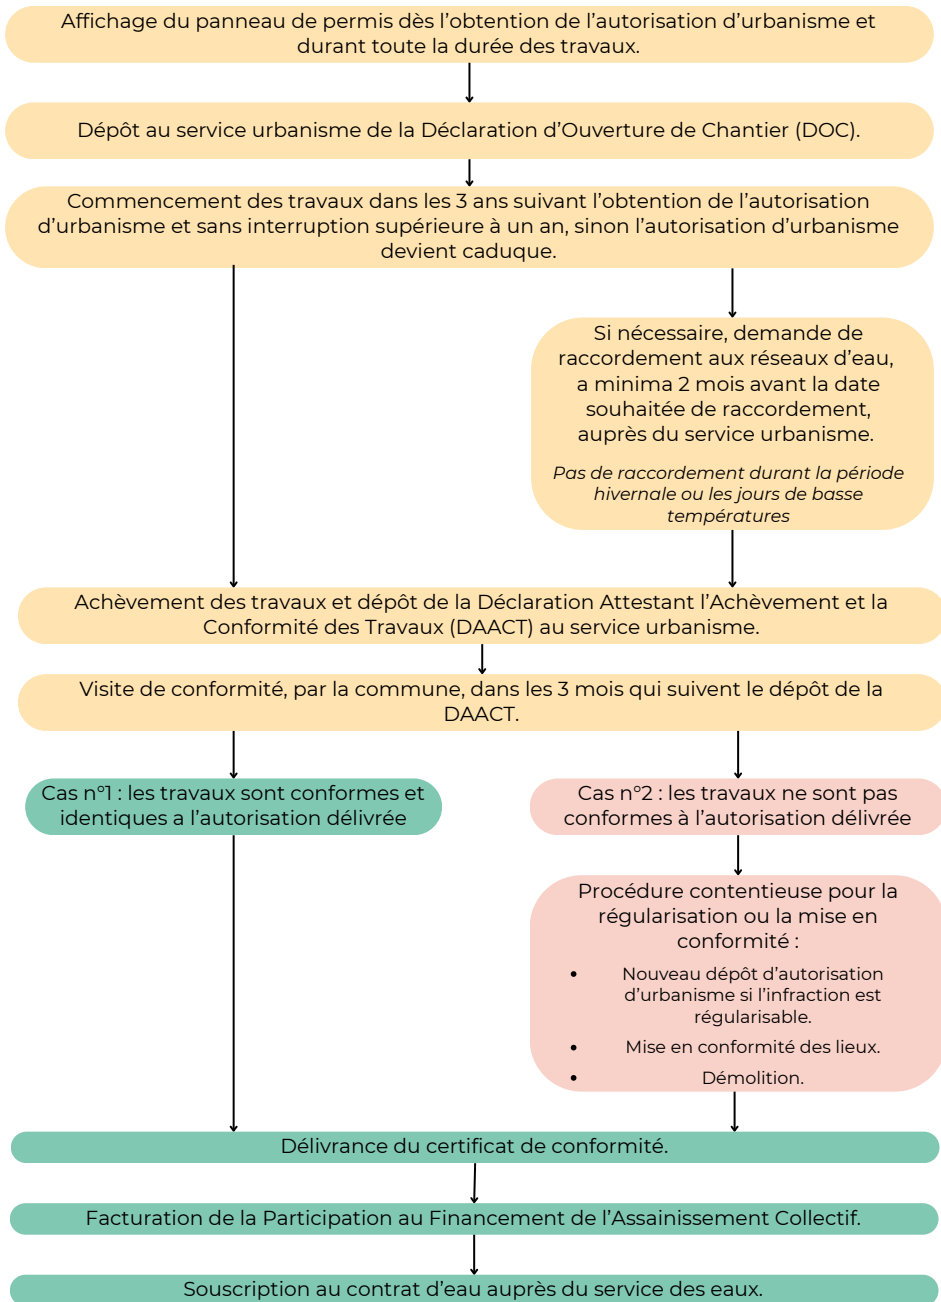 Affichage du panneau de permis dès l'obtention de l'autorisation d'urbanisme et
durant toute la durée des travaux.
Dépôt au service urbanisme de la Déclaration d'Ouverture de Chantier (DOC).
Commencement des travaux dans les 3 ans suivant l'obtention de l'autorisation
d'urbanisme et sans interruption supérieure à un an, sinon l'autorisation d'urbanisme
devient caduque.
Si nécessaire, demande de
raccordement aux réseaux d'eau,
a minima 2 mois avant la date
souhaitée de raccordement,
auprès du service urbanisme.
Pas de raccordement durant la période
hivernale ou les jours de basse
températures
Achèvement des travaux et dépôt de la Déclaration Attestant l'Achèvement et la
Conformité des Travaux (DAACT) au service urbanisme.
Visite de conformité, par la commune, dans les 3 mois qui suivent le dépôt de la
DAACT.
Cas n°1 : les travaux sont conformes et
identiques a l'autorisation délivrée
Cas n°2 : les travaux ne sont pas
conformes à l'autorisation délivrée
Procédure contentieuse pour la
régularisation ou la mise en
conformité :
• Nouveau dépôt d'autorisation
d'urbanisme si l'infraction est
régularisable.
• Mise en conformité des lieux.
• Démolition.
Délivrance du certificat de conformité.
Facturation de la Participation au Financement de l'Assainissement Collectif.
Souscription au contrat d'eau auprès du service des eaux.